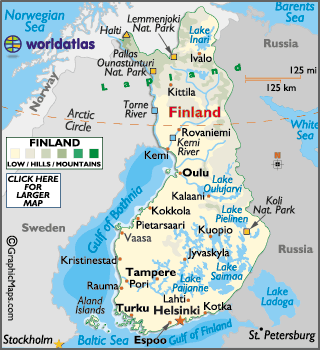 Norwegian
Sea
Lemmenjoki
Nat. Park
Barents
Sea
Halti
Lake
Inari
worldatlas
Pallas
Ounastunturi
Nat. Park
Ivalo
Russia
Lapland
125 mi
125 km
Norway
Kittila
Arctic
Circle
Torne
River
Finland
Rovaniemi
White
Sea
FINLAND
LOW / HILLS / MOUNTAINS
Kemi
River
Kemi
CLICK HERE
FOR
LARGER
MAP
Oulu
Lake
Oulujarvi
Kalaani
Lake
Pielinen
Koli
Nat. Park
Gulf of Bothnia
Kokkola
Pietarsaari
Kuopio
Sweden
Vaasa
Jyvaskyla
Russia
Kristinestad
Tampere
Lake
Saimaa
Rauma
Pori
Lake
Paijanne
Lake
Ladoga
Aland
Islands
Lahti
Kotka
Turku
Helsinki
Stockholm
Baltic Sea
Espoo
Gulf of Finland
St. Petersburg
© GraphicMaps.com